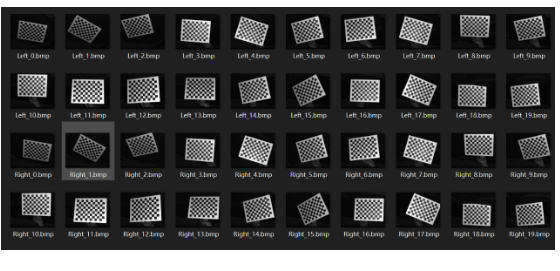 Left_0.bmp Left_1.bmp Left_2.bmp Left_3.bmp Left_4.bmp Left_5.bmp Left_6.bmp Left_7.bmp Left_8.bmp Left_9.bmp
Left_10.bmp Left_11.bmp Left_12.bmp Left_13.bmp Left_14.bmp Left_15.bmp Left_16.bmp Left_17.bmp Left_18.bmp Left_19.bmp
Right_0.bmp Right_1.bmp Right_2.bmp Right_3.bmp Right_4.bmp Right_5.bmp Right_6.bmp Right_7.bmp Right_8.bmp Right_9.bmp
Right_10.bmp Right_11.bmp Right_12.bmp Right_13.bmp Right_14.bmp Right_15.bmp Right_16.bmp Right_17.bmp Right_18.bmp Right_19.bmp